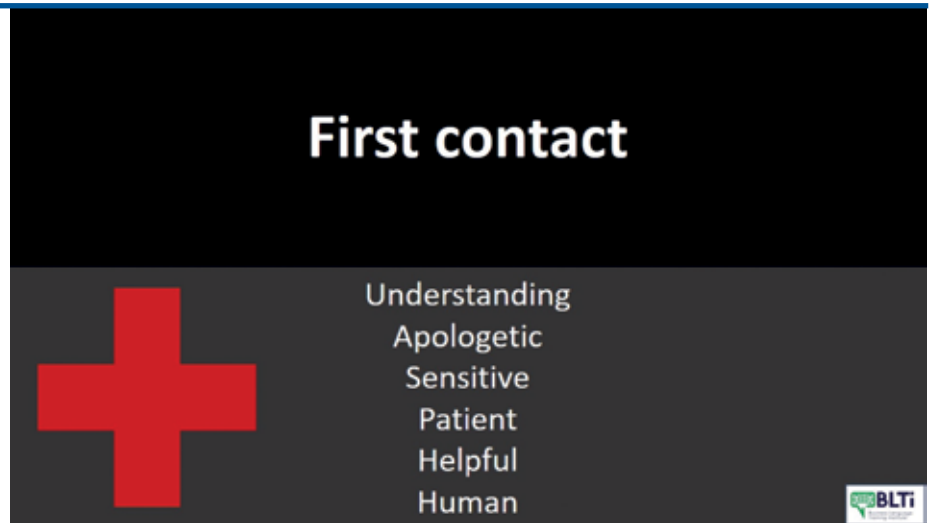 First contact
Understanding
Apologetic
Sensitive
Patient
Helpful
Human
BLTi